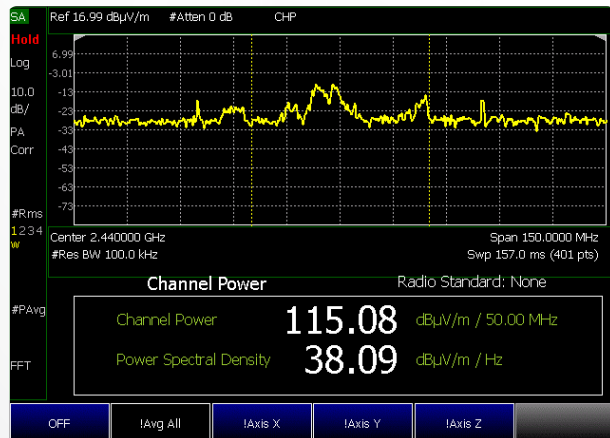 SA Ref 16.99 dBµV/m #Atten 0 dB CHP
Hold
Log
10.0
dB/
PA
Corr
6.99
-3.01
-13
-23
-33
-43
-53
-63
-73
#Rms
1234
W
Center 2.440000 GHz Span 150.0000 MHz
#Res BW 100.0 kHz Swp 157.0 ms (401 pts)
Channel Power Radio Standard: None
#PAvg
Channel Power 115.08 dBµV/m / 50.00 MHz
Power Spectral Density 38.09 dBµV/m / Hz
FFT
OFF !Avg All !Axis X !Axis Y !Axis Z